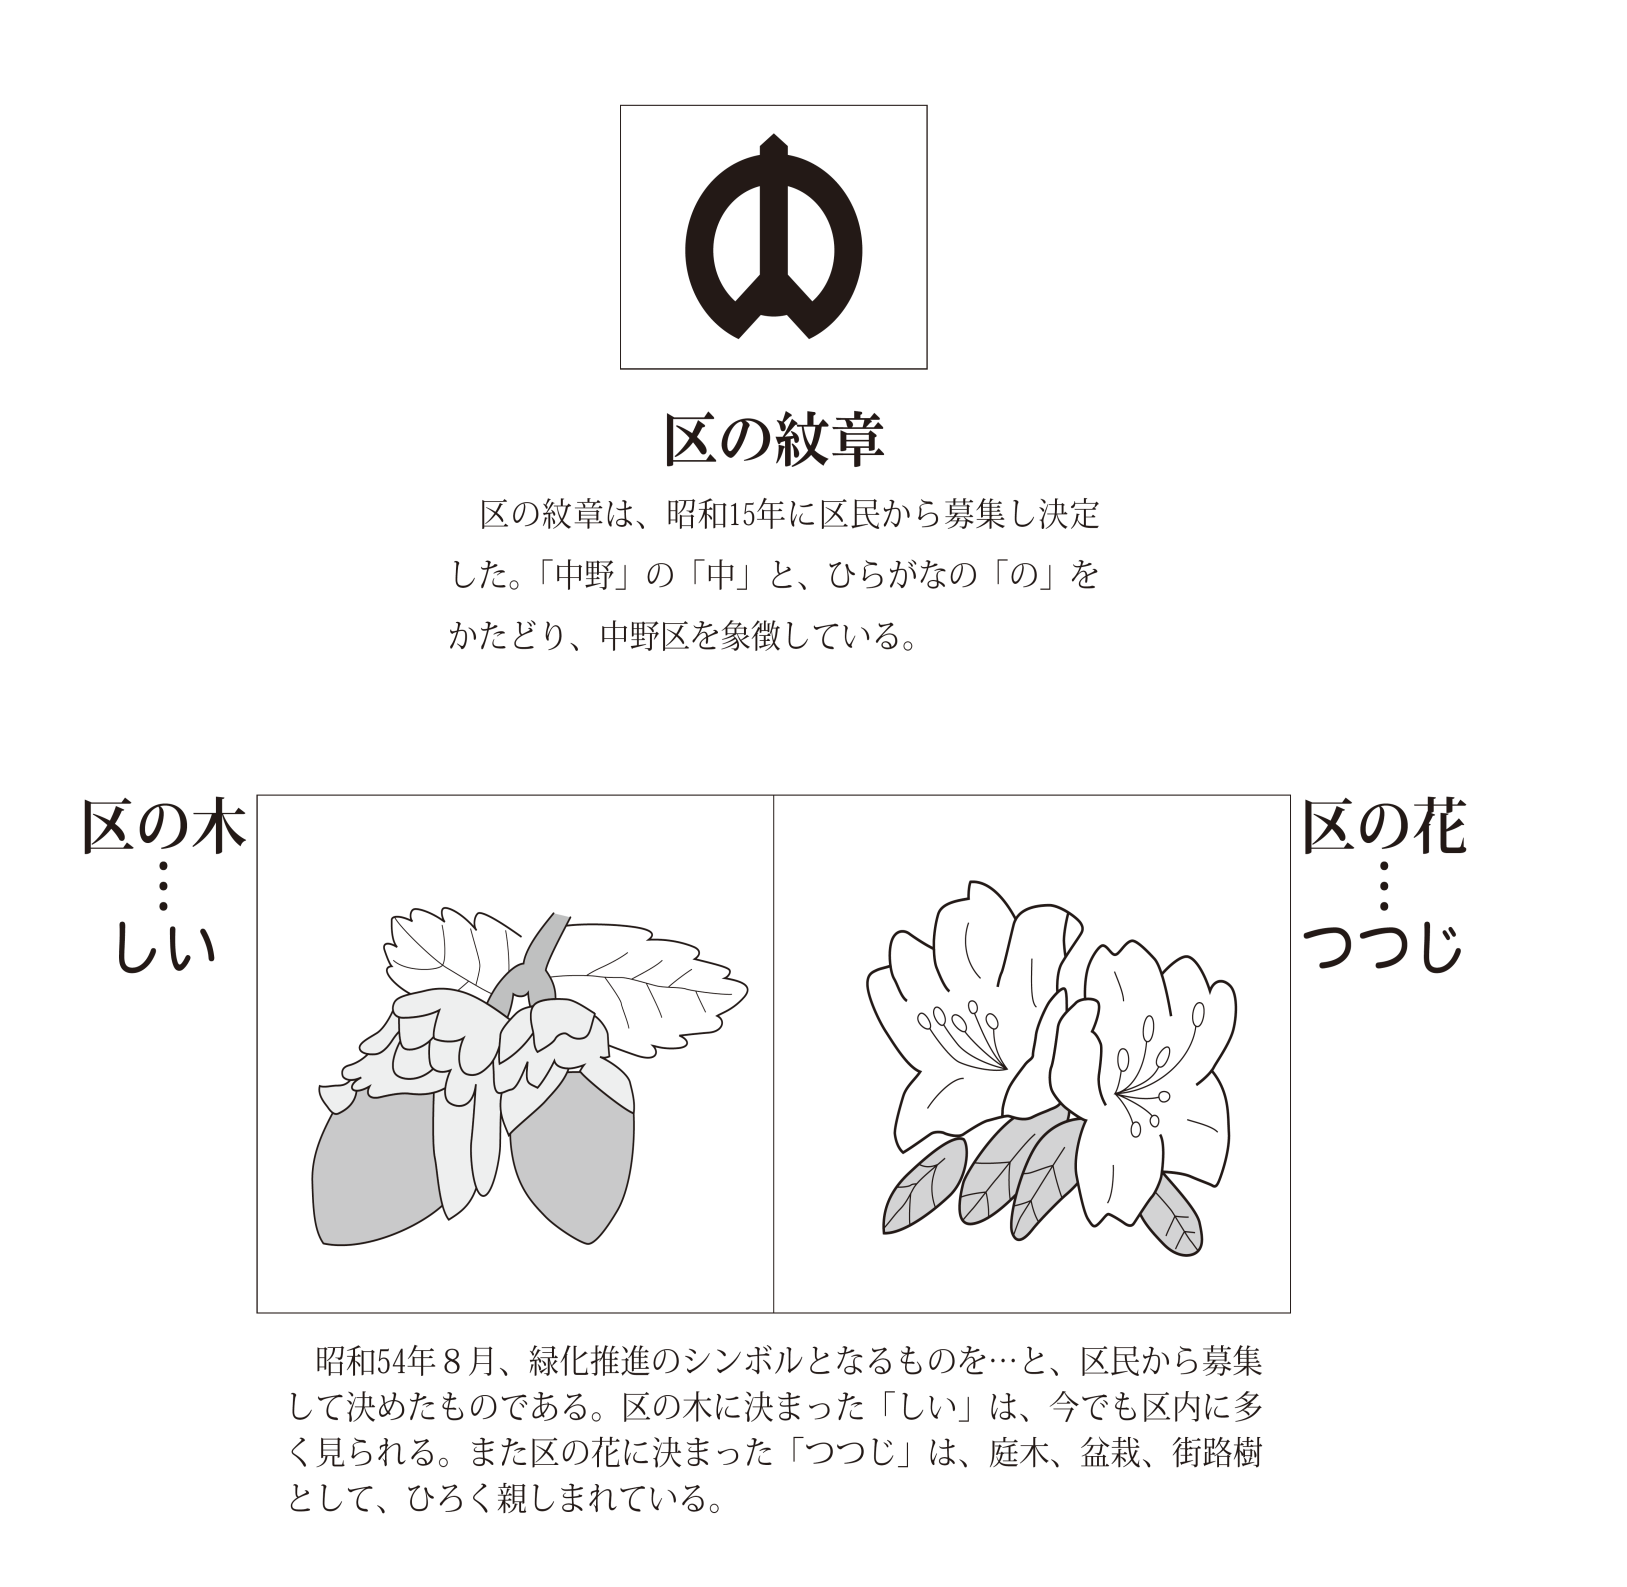 区の紋章
区の紋章は、昭和15年に区民から募集し決定
した。「中野」の「中」と、ひらがなの「の」を
かたどり、中野区を象徴している。
区の木
⋮
しい
区の花
⋮
つつじ
昭和54年８月、緑化推進のシンボルとなるものを…と、区民から募集
して決めたものである。区の木に決まった「しい」は、今でも区内に多
く見られる。また区の花に決まった「つつじ」は、庭木、盆栽、街路樹
として、ひろく親しまれている。